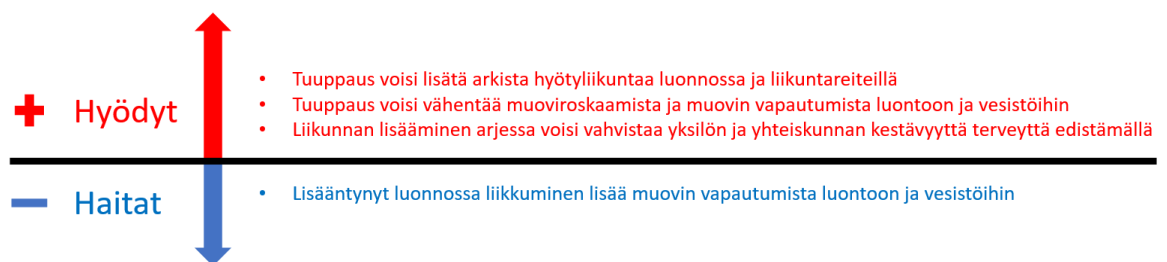 Hyödyt
• Tuuppaus voisi lisätä arkista hyötyliikuntaa luonnossa ja liikuntareiteillä
• Tuuppaus voisi vähentää muoviroskaamista ja muovin vapautumista luontoon ja vesistöihin
• Liikunnan lisääminen arjessa voisi vahvistaa yksilön ja yhteiskunnan kestävyyttä terveyttä edistämällä
Haitat
• Lisääntynyt luonnossa liikkuminen lisää muovin vapautumista luontoon ja vesistöihin